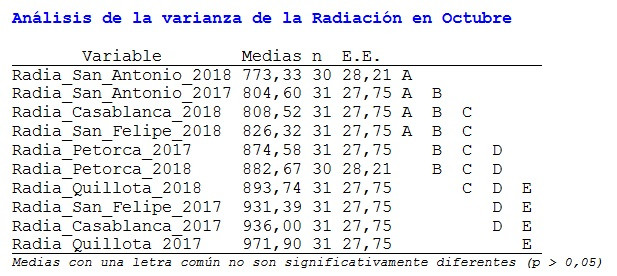 Análisis de la varianza de la Radiación en Octubre
Variable Medias n E.E.
Radia_San_Antonio_2018 773,33 30 28,21 A
Radia_San_Antonio_2017 804,60 31 27,75 A B
Radia_Casablanca_2018 808,52 31 27,75 A B C
Radia_San_Felipe_2018 826,32 31 27,75 A B C
Radia_Petorca_2017 874,58 31 27,75 B C D
Radia_Petorca_2018 882,67 30 28,21 B C D
Radia_Quillota_2018 893,74 31 27,75 C D E
Radia_San_Felipe_2017 931,39 31 27,75 D E
Radia_Casablanca_2017 936,00 31 27,75 D E
Radia_Quillota_2017 971,90 31 27,75 E
Medias con una letra común no son significativamente diferentes (p > 0,05)